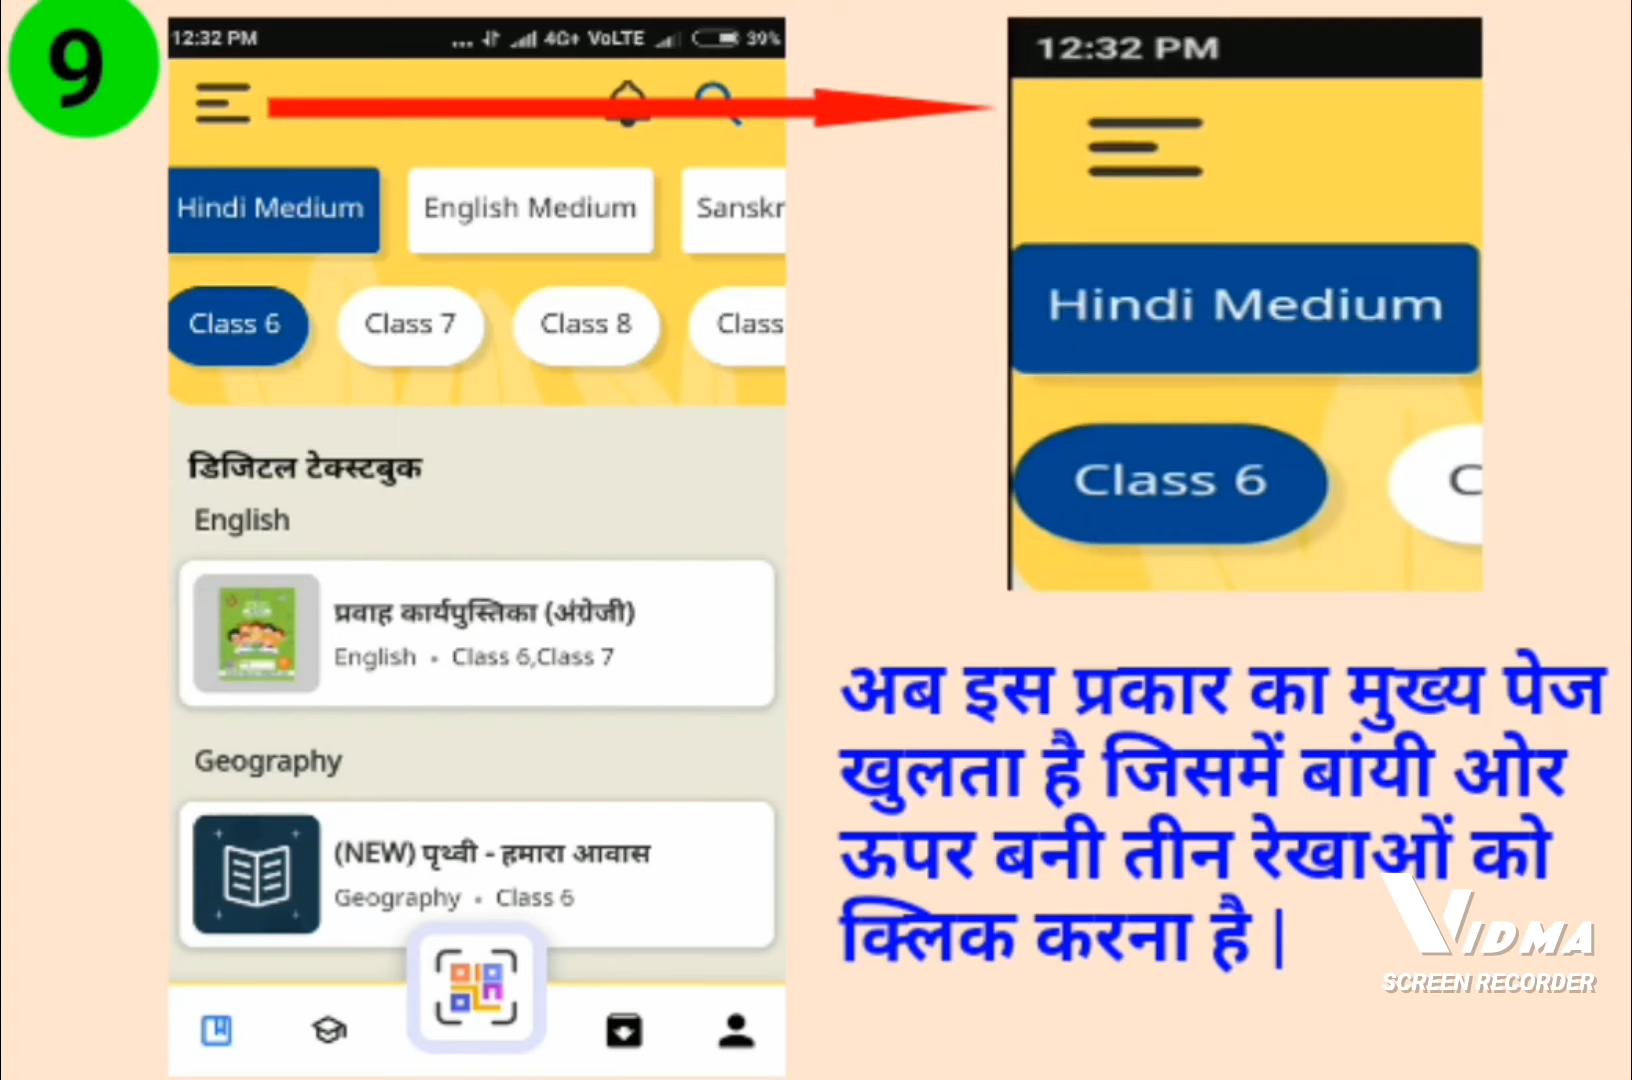 9
12:32 PM
... 4G+ VoLTE 39%
Hindi Medium English Medium Sanskr
Class 6 Class 7 Class 8 Class
डिजिटल टेक्स्टबुक
English
प्रवाह कार्यपुस्तिका (अंग्रेजी)
English • Class 6,Class 7
Geography
(NEW) पृथ्वी - हमारा आवास
Geography • Class 6
12:32 PM
Hindi Medium
Class 6 C
अब इस प्रकार का मुख्य पेज
खुलता है जिसमें बांयी ओर
ऊपर बनी तीन रेखाओं को
क्लिक करना है |
VIDMA
SCREEN RECORDER